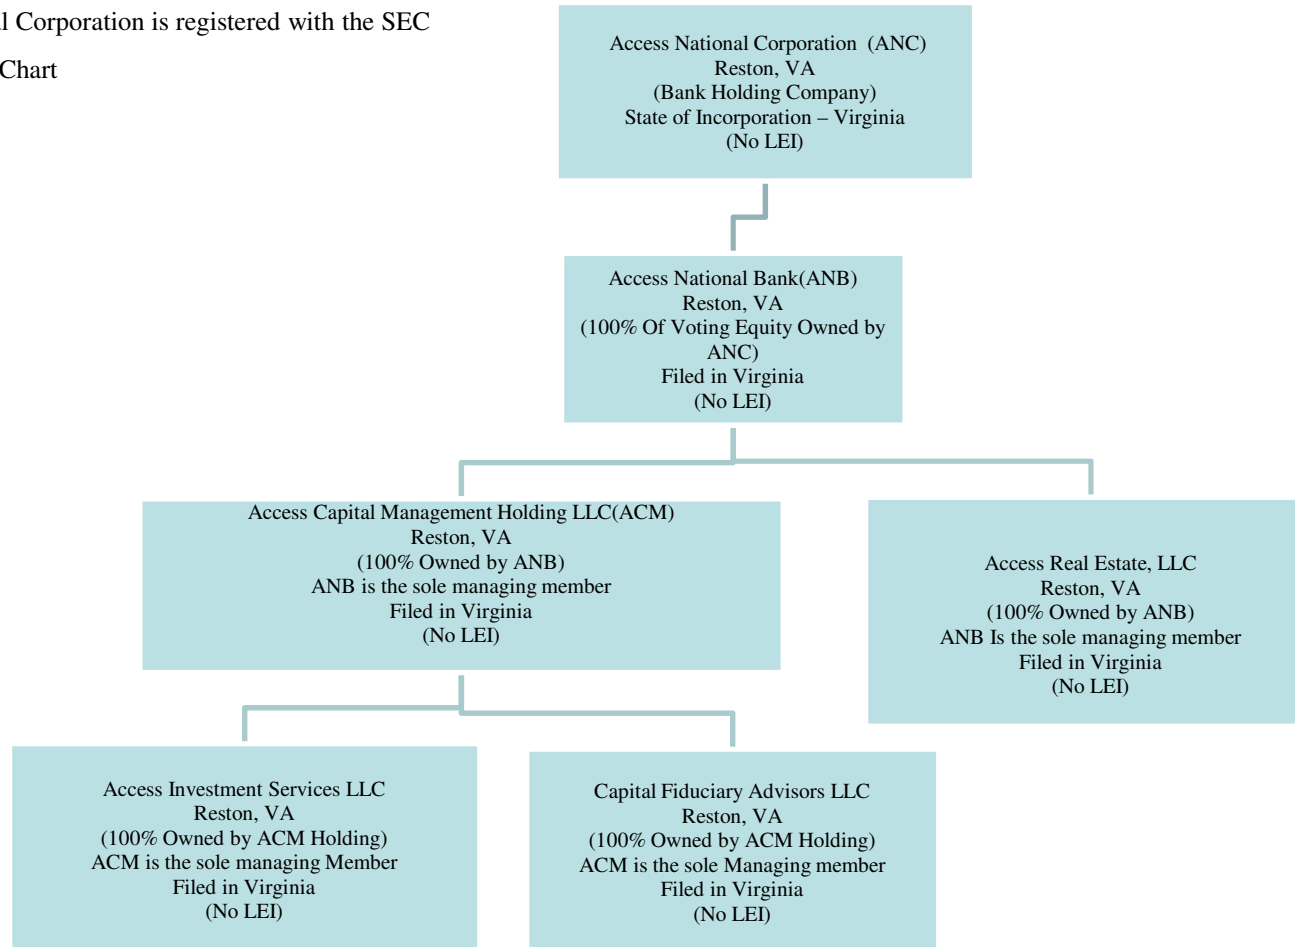 al Corporation is registered with the SEC
Chart
Access National Corporation (ANC)
Reston, VA
(Bank Holding Company)
State of Incorporation – Virginia
(No LEI)
Access National Bank(ANB)
Reston, VA
(100% Of Voting Equity Owned by
ANC)
Filed in Virginia
(No LEI)
Access Capital Management Holding LLC(ACM)
Reston, VA
(100% Owned by ANB)
ANB is the sole managing member
Filed in Virginia
(No LEI)
Access Real Estate, LLC
Reston, VA
(100% Owned by ANB)
ANB Is the sole managing member
Filed in Virginia
(No LEI)
Access Investment Services LLC
Reston, VA
(100% Owned by ACM Holding)
ACM is the sole managing Member
Filed in Virginia
(No LEI)
Capital Fiduciary Advisors LLC
Reston, VA
(100% Owned by ACM Holding)
ACM is the sole Managing member
Filed in Virginia
(No LEI)